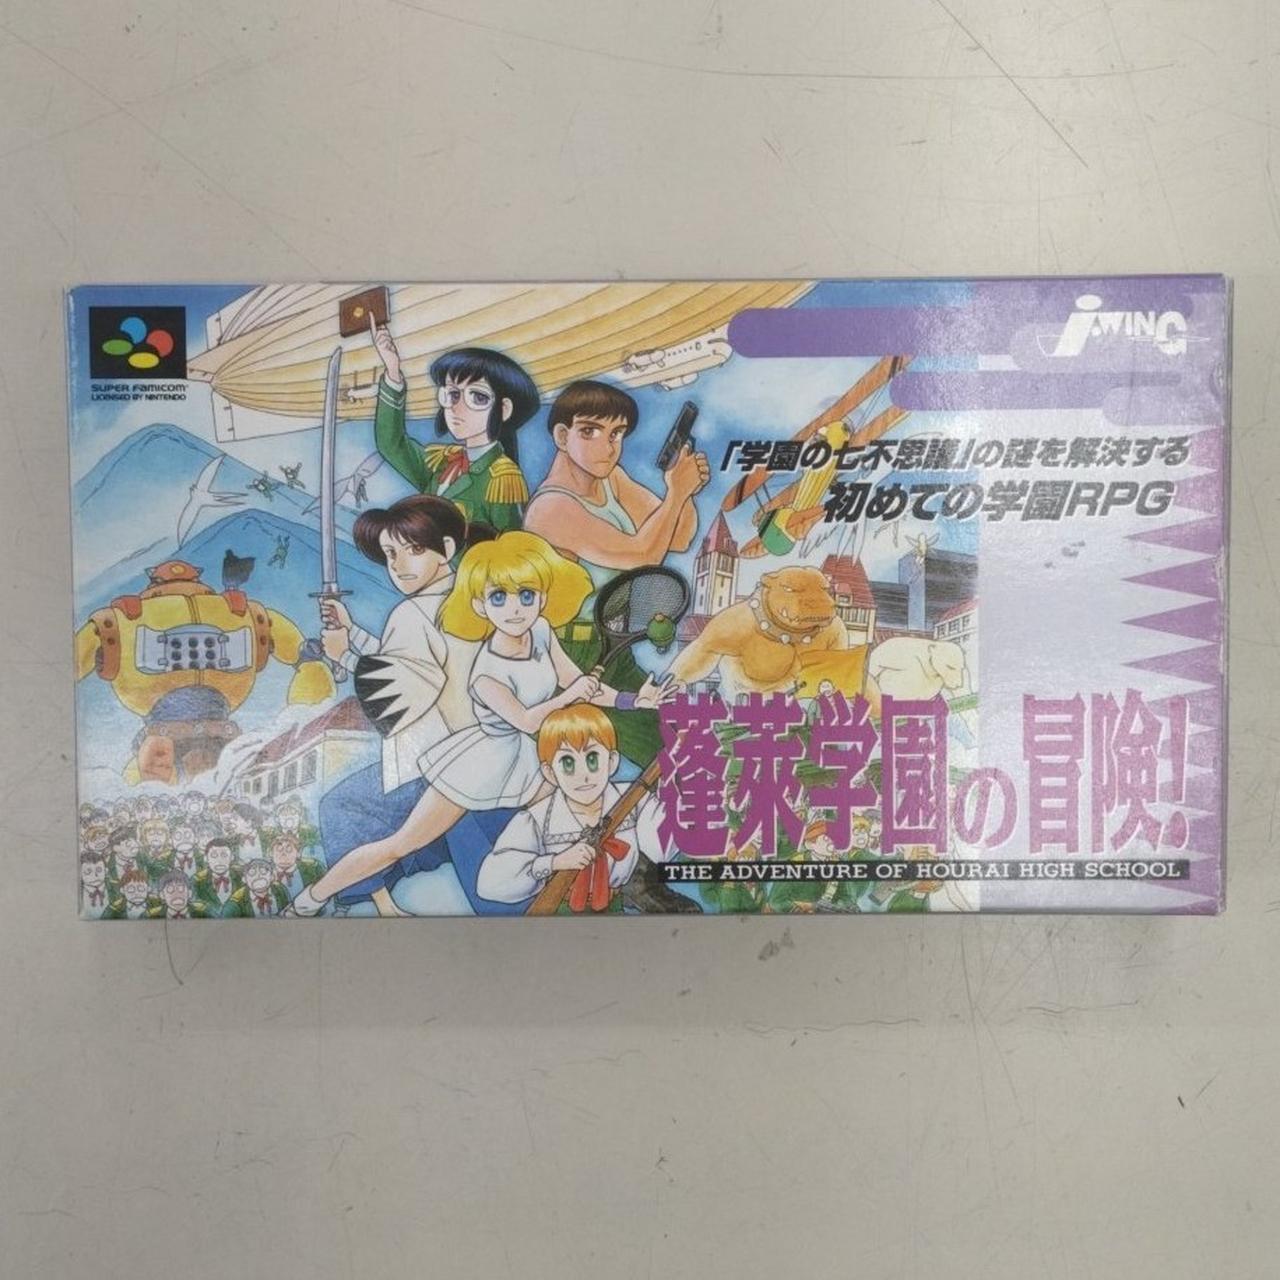 SUPER FAMICOM
LICENSED BY NINTENDO
J-WING
「学園の七不思議」の謎を解決する
初めての学園RPG
蓬萊学園の冒険!
THE ADVENTURE OF HOURAI HIGH SCHOOL